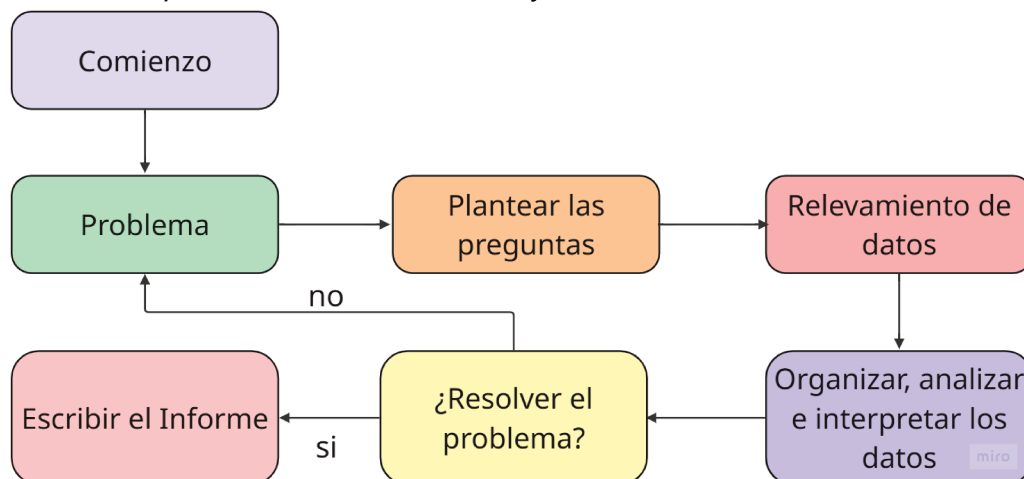 Comienzo
Problema
Plantear las
preguntas
Relevamiento de
datos
no
Escribir el Informe
si
¿Resolver el
problema?
Organizar, analizar
e interpretar los
datos
miro